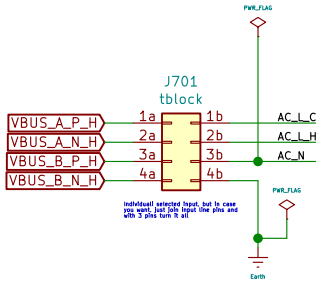 PWR_FLAG
J701
tblock
VBUS_A_P_H 1a 1b AC_L_C
VBUS_A_N_H 2a 2b AC_L_H
VBUS_B_P_H 3a 3b AC_N
VBUS_B_N_H 4a 4b
PWR_FLAG
Individuall selected input, but in case
you want, just join input line pins and
with 3 pins turn it all
Earth